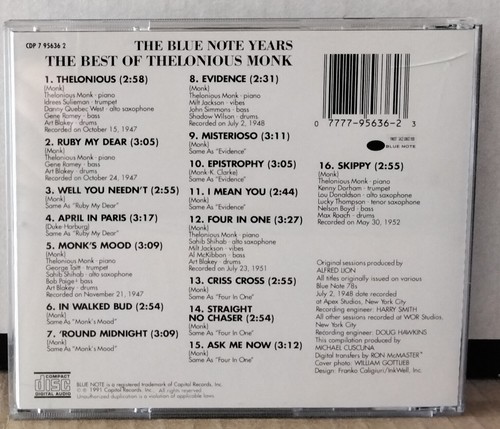 CDP 7 95636 2
THE BLUE NOTE YEARS
THE BEST OF THELONIOUS MONK
1. THELONIOUS (2:58)
(Monk)
Thelonious Monk - piano
Idrees Sulieman - trumpet
Danny Quebec West - alto saxophone
Gene Ramey - bass
Art Blakey - drums
Recorded on October 15, 1947
2. RUBY MY DEAR (3:05)
(Monk)
Thelonious Monk - piano
Gene Ramey - bass
Art Blakey - drums
Recorded on October 24, 1947
3. WELL YOU NEEDN'T (2:55)
(Monk)
Same As "Ruby My Dear"
4. APRIL IN PARIS (3:17)
(Duke-Harburg)
Same As "Ruby My Dear"
5. MONK'S MOOD (3:09)
(Monk)
Thelonious Monk - piano
George Taitt - trumpet
Sahib Shihab - alto saxophone
Bob Paige - bass
Art Blakey - drums
Recorded on November 21, 1947
6. IN WALKED BUD (2:54)
(Monk)
Same As "Monk's Mood"
7. 'ROUND MIDNIGHT (3:09)
(Monk)
Same As "Monk's Mood"
8. EVIDENCE (2:31)
(Monk)
Thelonious Monk - piano
Milt Jackson - vibes
John Simmons - bass
Shadow Wilson - drums
Recorded on July 2, 1948
9. MISTERIOSO (3:11)
(Monk)
Same As "Evidence"
10. EPISTROPHY (3:05)
(Monk-K. Clarke)
Same As "Evidence"
11. I MEAN YOU (2:44)
(Monk)
Same As "Evidence"
12. FOUR IN ONE (3:27)
(Monk)
Thelonious Monk - piano
Sahib Shihab - alto saxophone
Milt Jackson - vibes
Al McKibbon - bass
Art Blakey - drums
Recorded on July 23, 1951
13. CRISS CROSS (2:55)
(Monk)
Same As "Four In One"
14. STRAIGHT
NO CHASER (2:54)
(Monk)
Same As "Four In One"
15. ASK ME NOW (3:12)
(Monk)
Same As "Four In One"
0 7777-95636-2 3
BLUE NOTE
16. SKIPPY (2:55)
(Monk)
Thelonious Monk - piano
Kenny Dorham - trumpet
Lou Donaldson - alto saxophone
Lucky Thompson - tenor saxophone
Nelson Boyd - bass
Max Roach - drums
Recorded on May 30, 1952
Original sessions produced by
ALFRED LION
All titles originally issued on various
Blue Note 78s
July 2, 1948 date recorded
at Apex Studios, New York City
Recording engineer: HARRY SMITH
All other sessions recorded at WOR Studios,
New York City
Recording engineer: DOUG HAWKINS
This compilation produced by
MICHAEL CUSCUNA
Digital transfers by RON McMASTER
Cover photo: WILLIAM GOTTLIEB
Design: Franko Caligiuri/InkWell, Inc.
COMPACT
disc
DIGITAL AUDIO
BLUE NOTE® is a registered trademark of Capitol Records, Inc.
℗ © 1991 Capitol Records, Inc.
Unauthorized duplication is a violation of applicable laws.